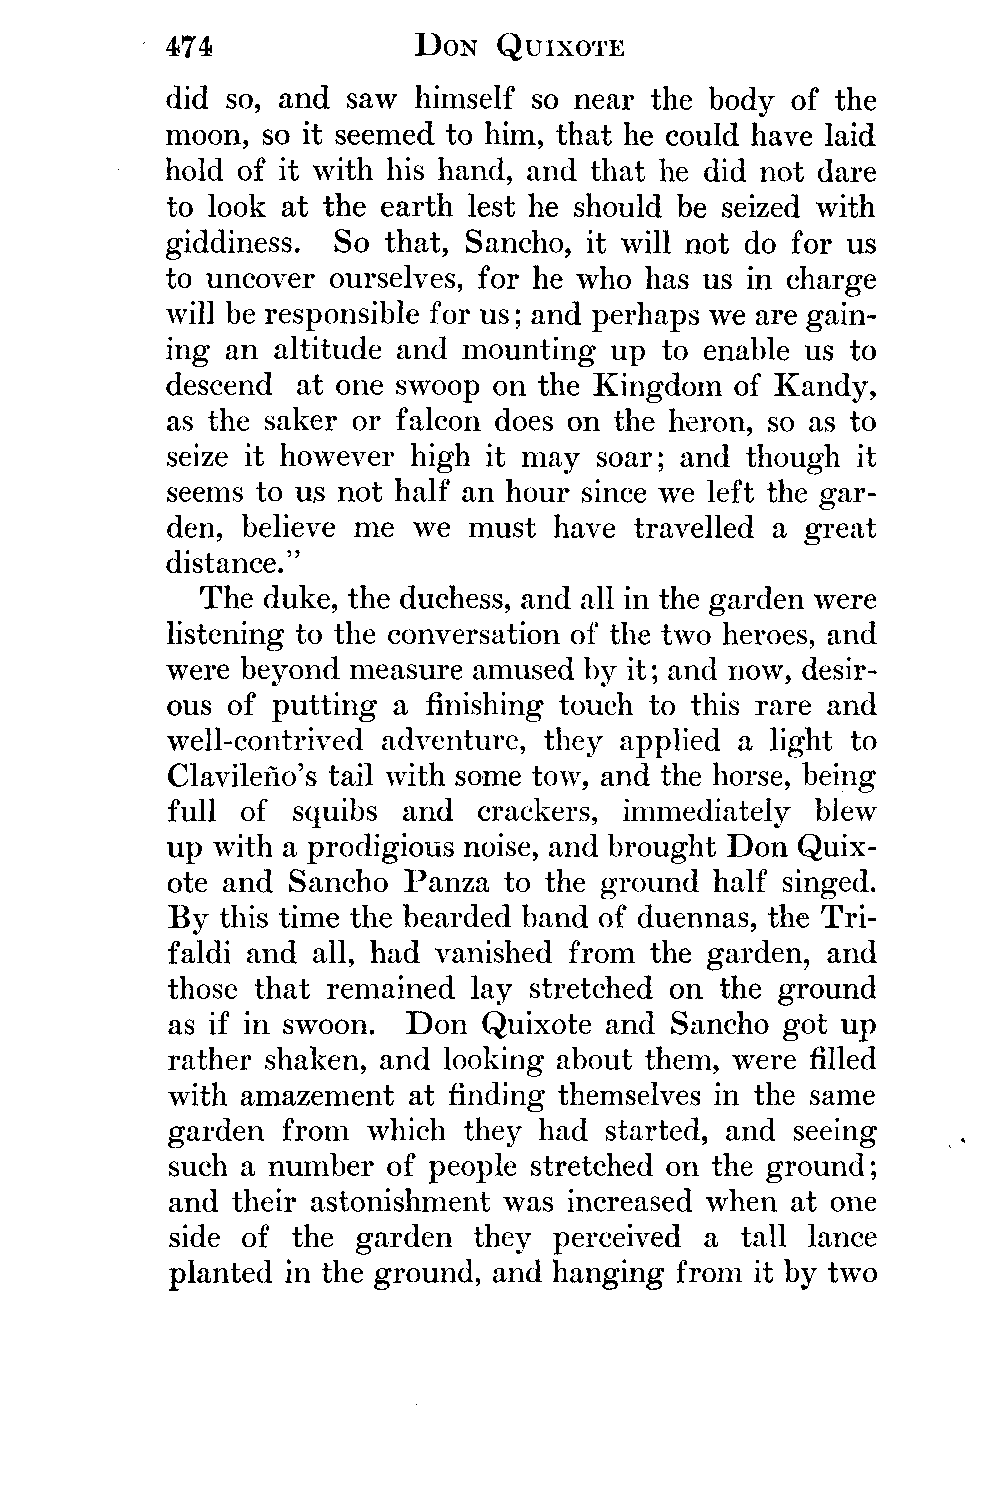 474 DON QUIXOTE
did so, and saw himself so near the body of the
moon, so it seemed to him, that he could have laid
hold of it with his hand, and that he did not dare
to look at the earth lest he should be seized with
giddiness. So that, Sancho, it will not do for us
to uncover ourselves, for he who has us in charge
will be responsible for us; and perhaps we are gain-
ing an altitude and mounting up to enable us to
descend at one swoop on the Kingdom of Kandy,
as the saker or falcon does on the heron, so as to
seize it however high it may soar; and though it
seems to us not half an hour since we left the gar-
den, believe me we must have travelled a great
distance."
The duke, the duchess, and all in the garden were
listening to the conversation of the two heroes, and
were beyond measure amused by it; and now, desir-
ous of putting a finishing touch to this rare and
well-contrived adventure, they applied a light to
Clavileño's tail with some tow, and the horse, being
full of squibs and crackers, immediately blew
up with a prodigious noise, and brought Don Quix-
ote and Sancho Panza to the ground half singed.
By this time the bearded band of duennas, the Tri-
faldi and all, had vanished from the garden, and
those that remained lay stretched on the ground
as if in swoon. Don Quixote and Sancho got up
rather shaken, and looking about them, were filled
with amazement at finding themselves in the same
garden from which they had started, and seeing
such a number of people stretched on the ground;
and their astonishment was increased when at one
side of the garden they perceived a tall lance
planted in the ground, and hanging from it by two